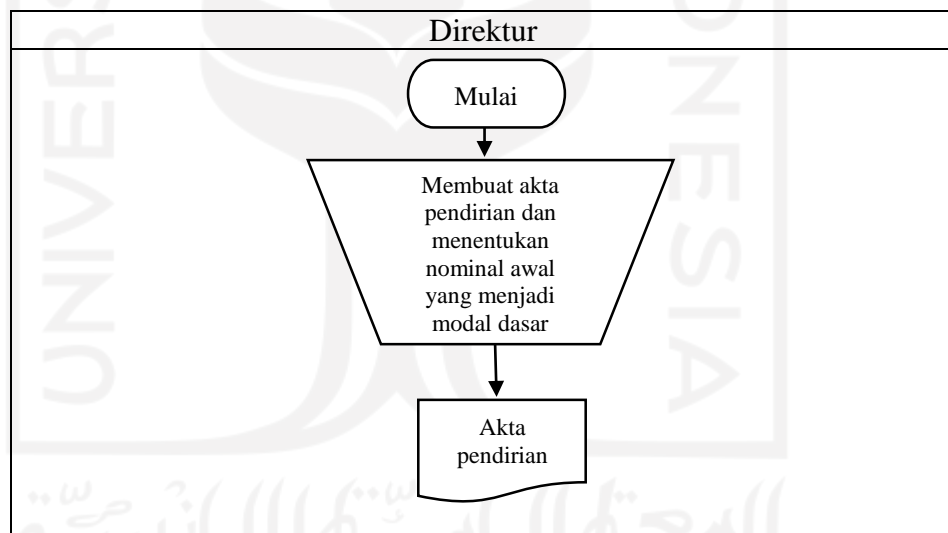 Direktur
Mulai
Membuat akta
pendirian dan
menentukan
nominal awal
yang menjadi
modal dasar
Akta
pendirian